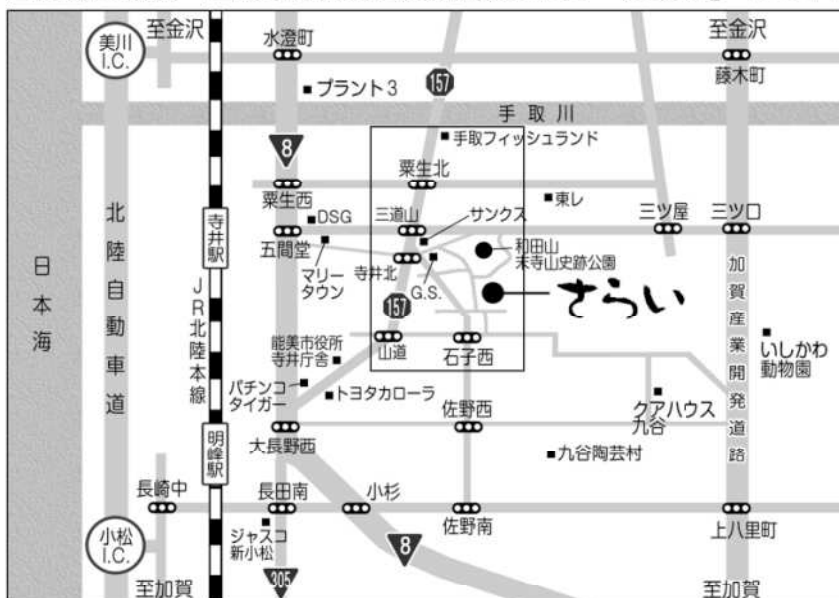 至金沢
至金沢
美川
I.C.
水澄町
藤木町
プラント3
157
手取川
手取フィッシュランド
8
粟生北
粟生西
東レ
DSG
三道山
サンクス
三ツ屋
三ツ口
五間堂
マリー
タウン
寺井北
G.S.
和田山
末寺山史跡公園
寺井駅
日本海
北陸自動車道
JR北陸本線
157
さらい
加賀産業開発道路
能美市役所
寺井庁舎
山道
石子西
いしかわ
動物園
パチンコ
タイガー
トヨタカローラ
クアハウス
九谷
佐野西
大長野西
明峰駅
九谷陶芸村
長崎中
長田南
小杉
佐野南
上八里町
小松
I.C.
ジャスコ
新小松
8
305
至加賀
至加賀